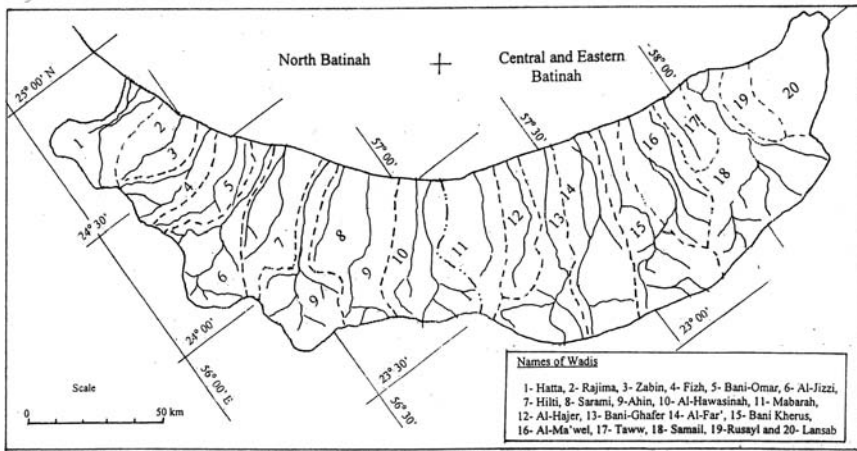 North Batinah
Central and Eastern
Batinah
25° 00' N
24° 30'
24° 00'
56° 00' E
23° 30'
56° 30'
57° 00'
57° 30'
58° 00'
23° 00'
1
2
3
4
5
6
7
8
9
9
10
11
12
13
14
15
16
17
18
19
20
Scale
0 50 km
Names of Wadis
1- Hatta, 2- Rajima, 3- Zabin, 4- Fizh, 5- Bani-Omar, 6- Al-Jizzi,
7- Hilti, 8- Sarami, 9-Ahin, 10- Al-Hawasinah, 11- Mabarah,
12- Al-Hajer, 13- Bani-Ghafer 14- Al-Far', 15- Bani Kherus,
16- Al-Ma'wel, 17- Taww, 18- Samail, 19-Rusayl and 20- Lansab